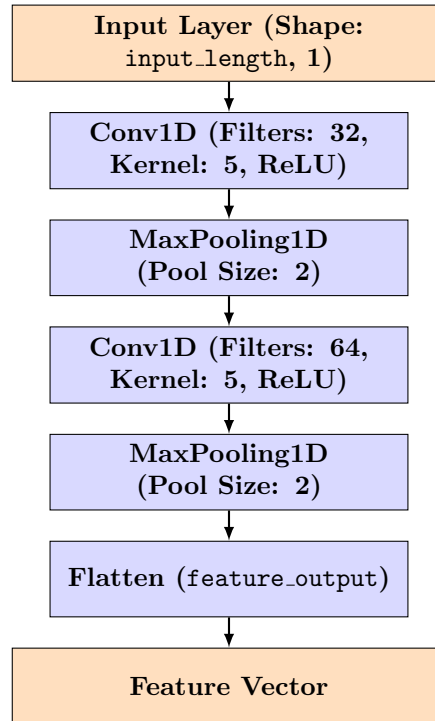 Input Layer (Shape:
input_length, 1)
Conv1D (Filters: 32,
Kernel: 5, ReLU)
MaxPooling1D
(Pool Size: 2)
Conv1D (Filters: 64,
Kernel: 5, ReLU)
MaxPooling1D
(Pool Size: 2)
Flatten (feature_output)
Feature Vector